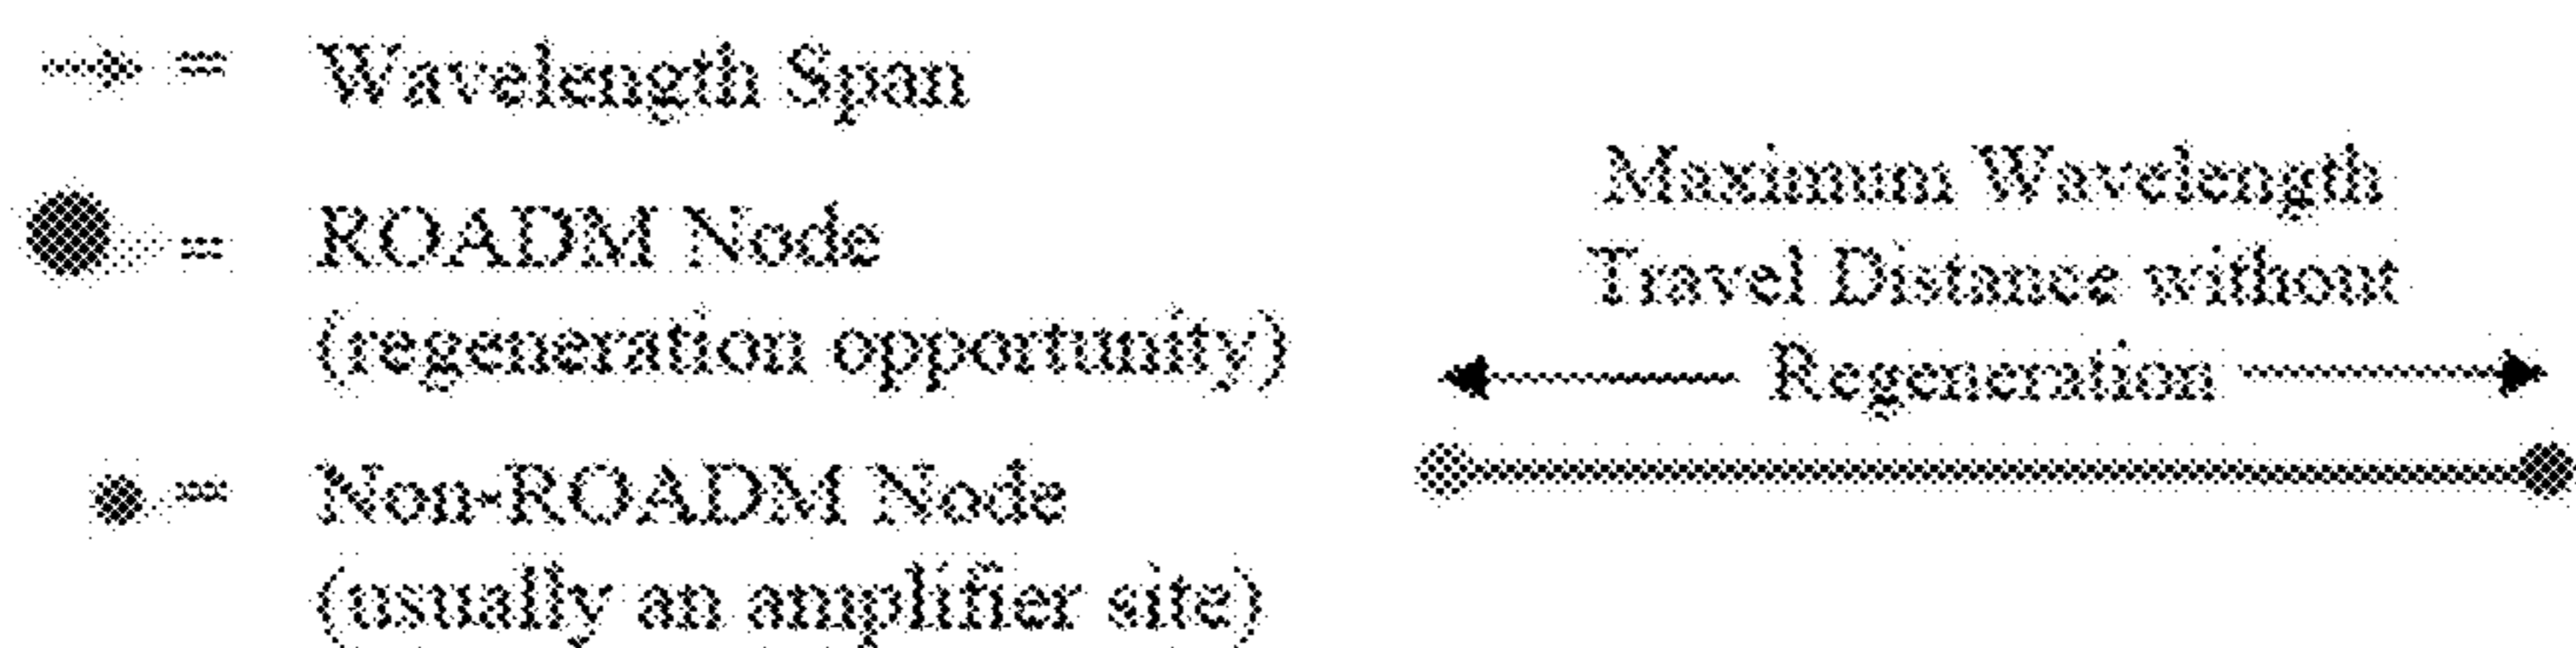 = Wavelength Span
= ROADM Node
(regeneration opportunity)
= Non-ROADM Node
(usually an amplifier site)
Maximum Wavelength
Travel Distance without
Regeneration